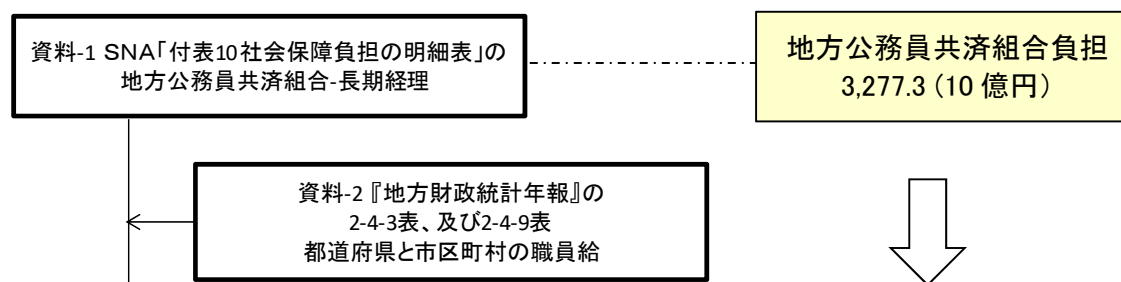 資料-1 SNA「付表10社会保障負担の明細表」の
地方公務員共済組合-長期経理
地方公務員共済組合負担
3,277.3 (10 億円)
資料-2『地方財政統計年報』の
2-4-3表、及び2-4-9表
都道府県と市区町村の職員給